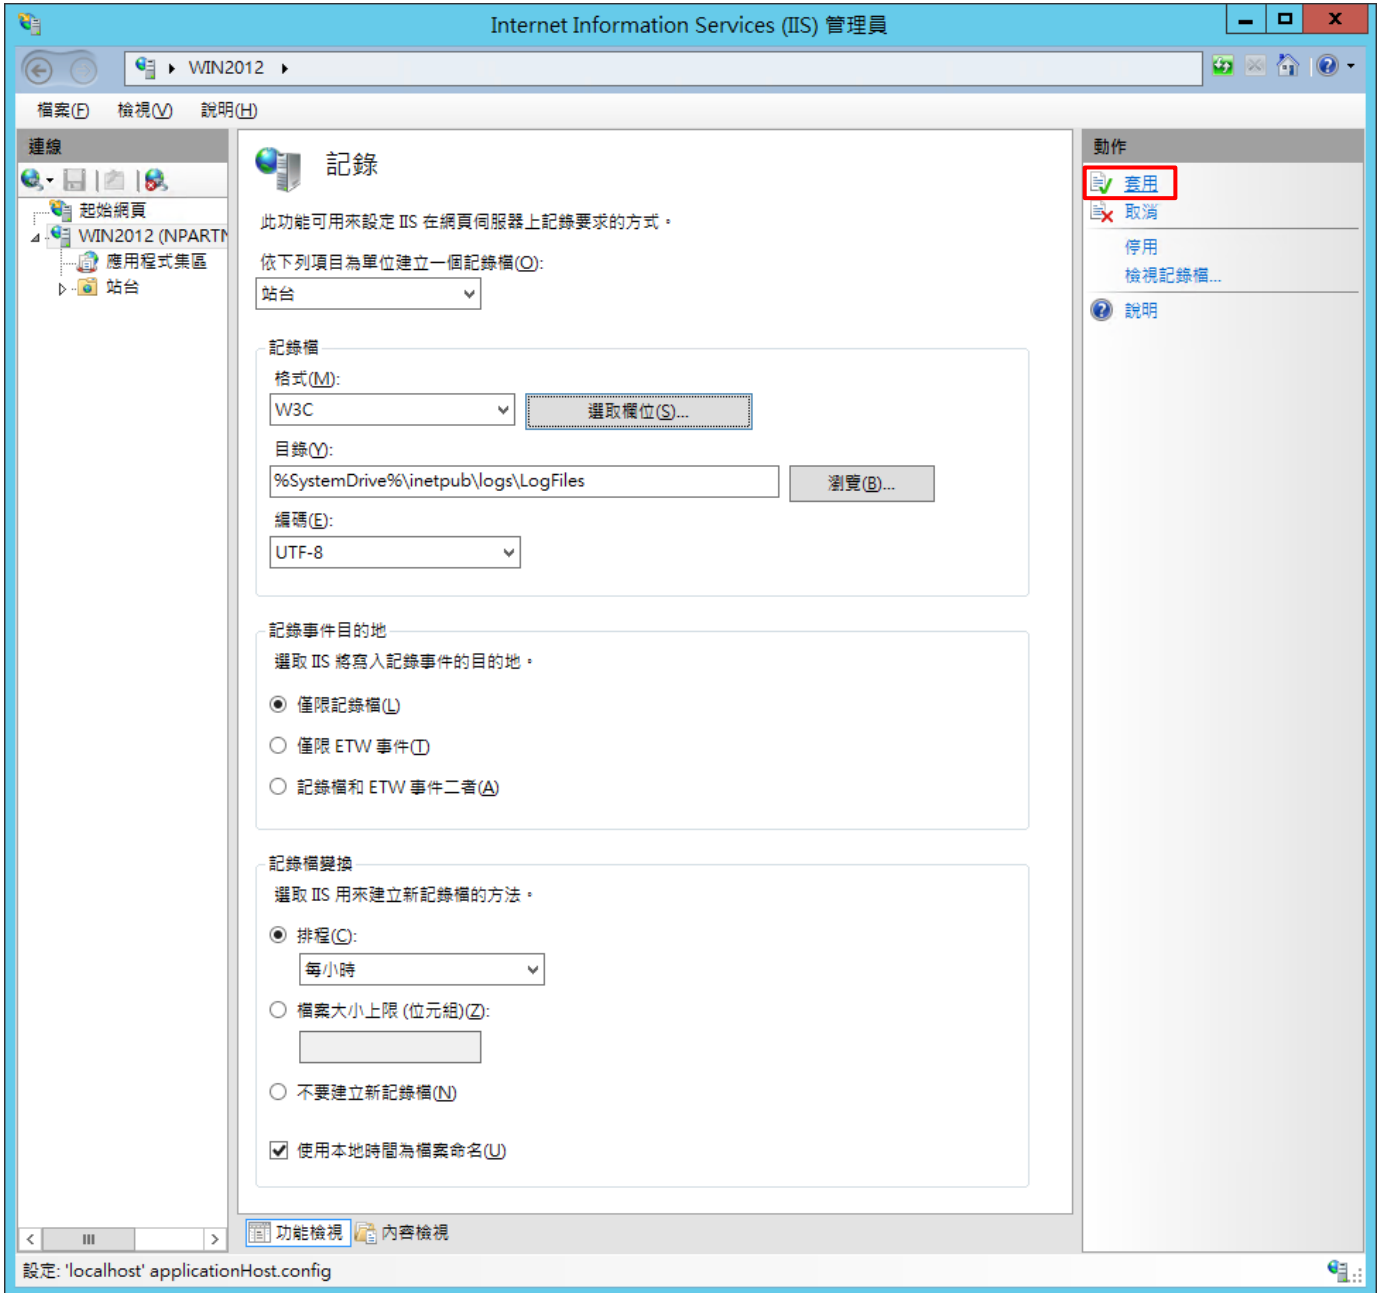 Internet Information Services (IIS) 管理員
WIN2012
檔案(F) 檢視(V) 說明(H)
連線
起始網頁
WIN2012 (NPARTN
應用程式集區
站台
記錄
此功能可用來設定 IIS 在網頁伺服器上記錄要求的方式。
依下列項目為單位建立一個記錄檔(O):
站台
記錄檔
格式(M):
W3C
選取欄位(S)...
目錄(Y):
%SystemDrive%\inetpub\logs\LogFiles
瀏覽(B)...
編碼(E):
UTF-8
記錄事件目的地
選取 IIS 將寫入記錄事件的目的地。
僅限記錄檔(L)
僅限 ETW 事件(T)
記錄檔和 ETW 事件二者(A)
記錄檔變換
選取 IIS 用來建立新記錄檔的方法。
排程(C):
每小時
檔案大小上限 (位元組)(Z):
不要建立新記錄檔(N)
使用本地時間為檔案命名(U)
功能檢視 內容檢視
動作
套用
取消
停用
檢視記錄檔...
說明
設定: 'localhost' applicationHost.config